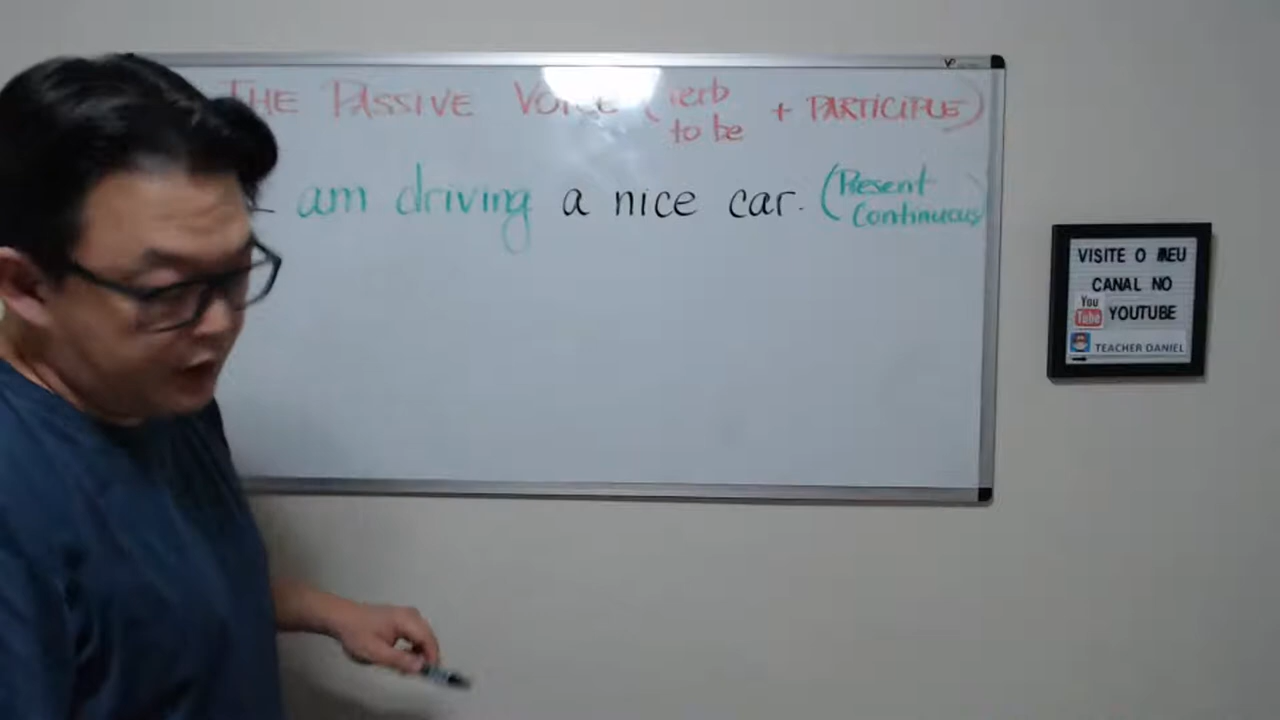 THE PASSIVE VOICE (verb to be + PARTICIPLE)
am driving a nice car. (Present Continuous)
VISITE O MEU
CANAL NO
You Tube YOUTUBE
TEACHER DANIEL